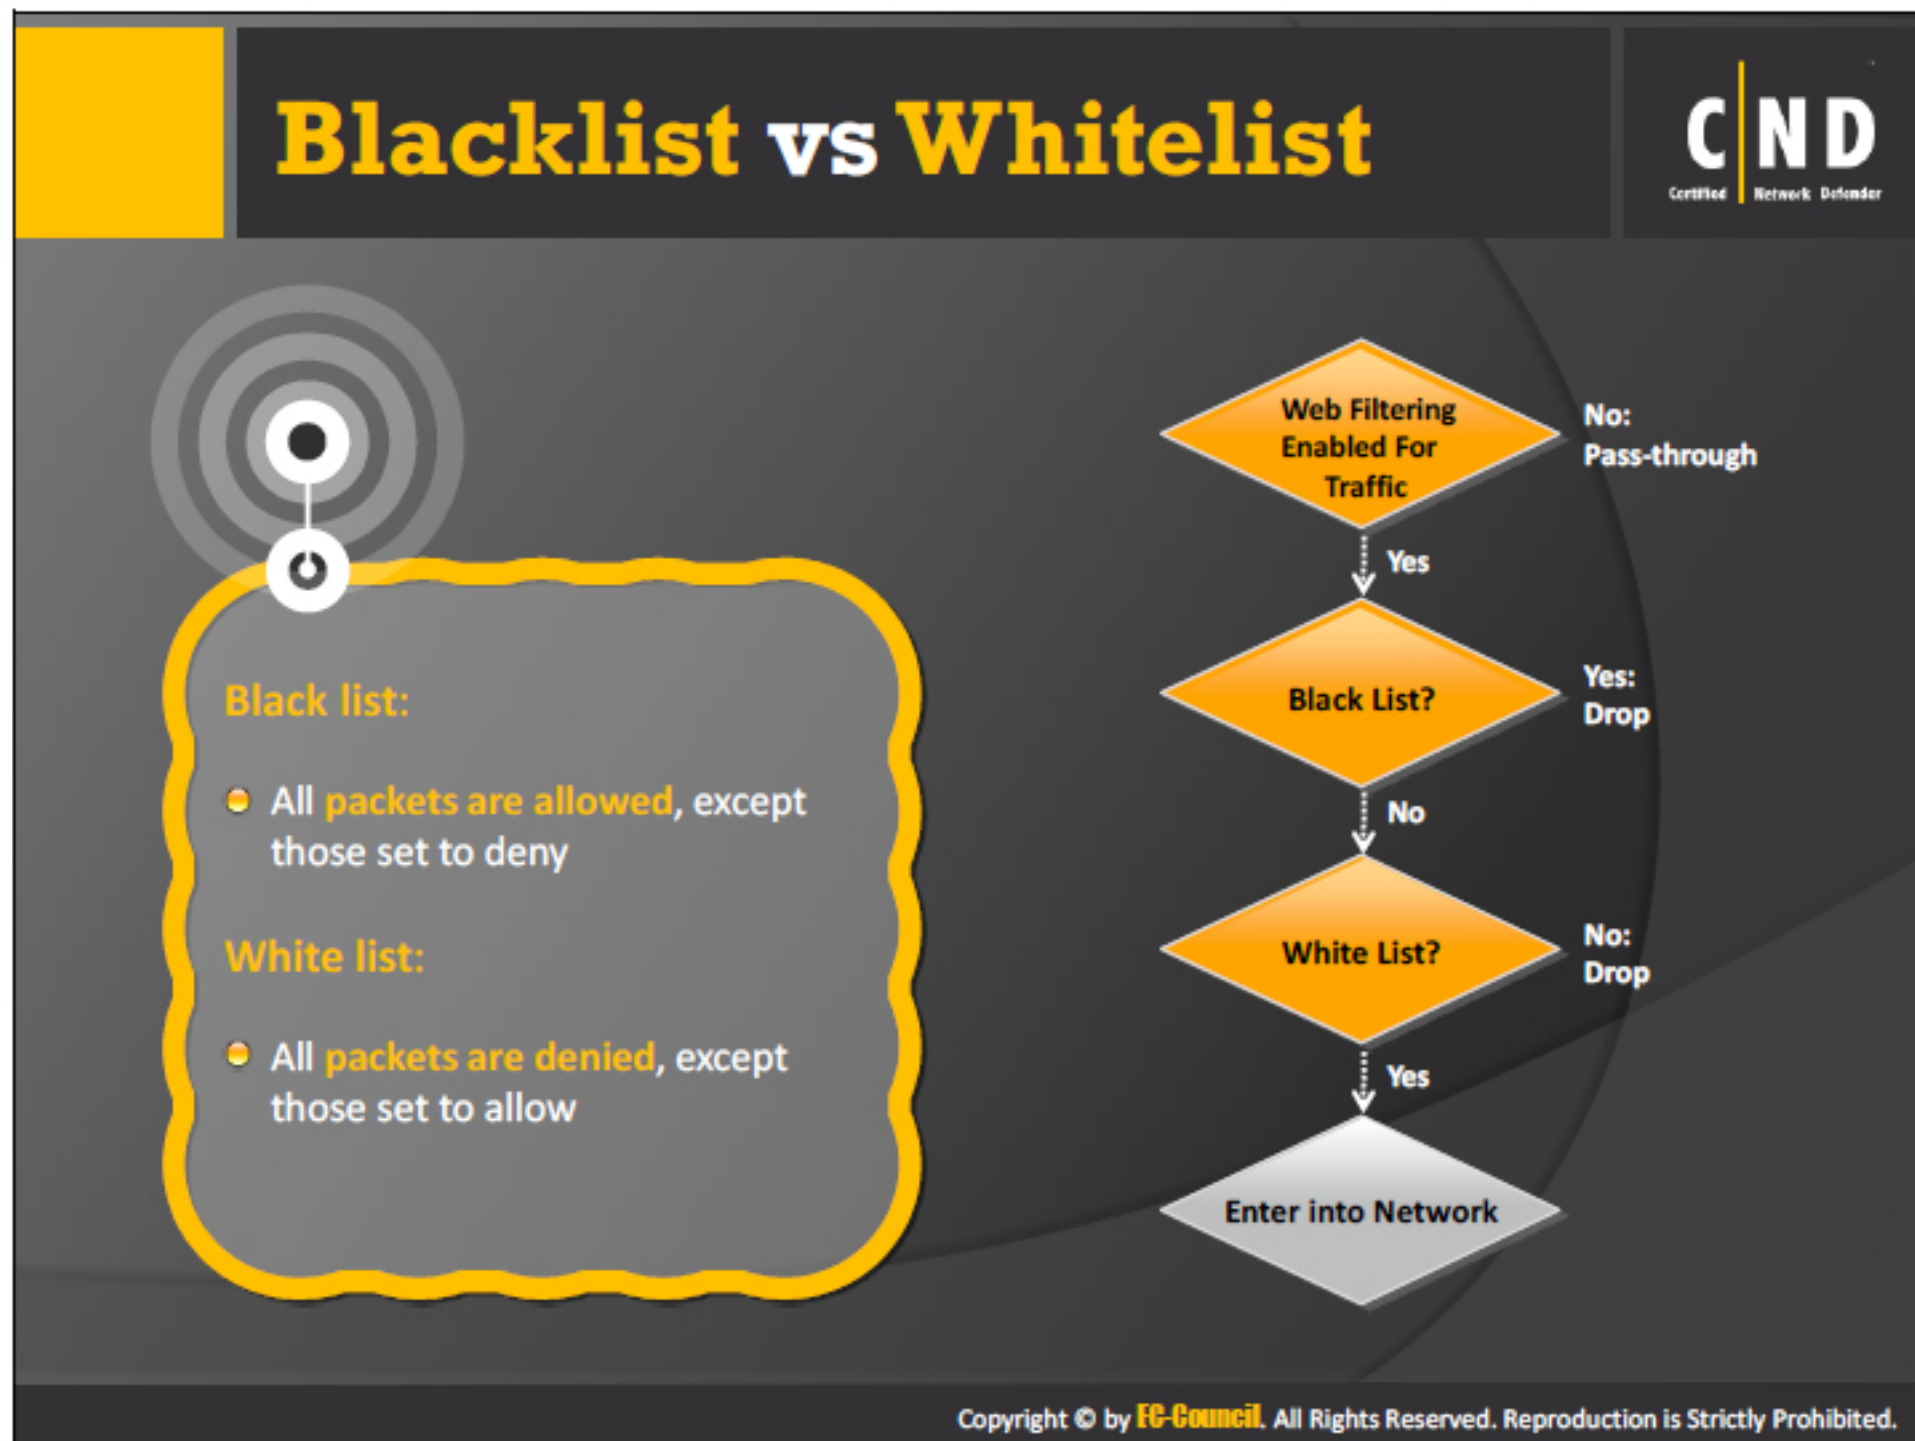 Blacklist vs Whitelist
C|ND
Certified Network Defender
Black list:
All packets are allowed, except
those set to deny
White list:
All packets are denied, except
those set to allow
Web Filtering
Enabled For
Traffic
No:
Pass-through
Yes
Black List?
Yes:
Drop
No
White List?
No:
Drop
Yes
Enter into Network
Copyright © by EC-Council. All Rights Reserved. Reproduction is Strictly Prohibited.